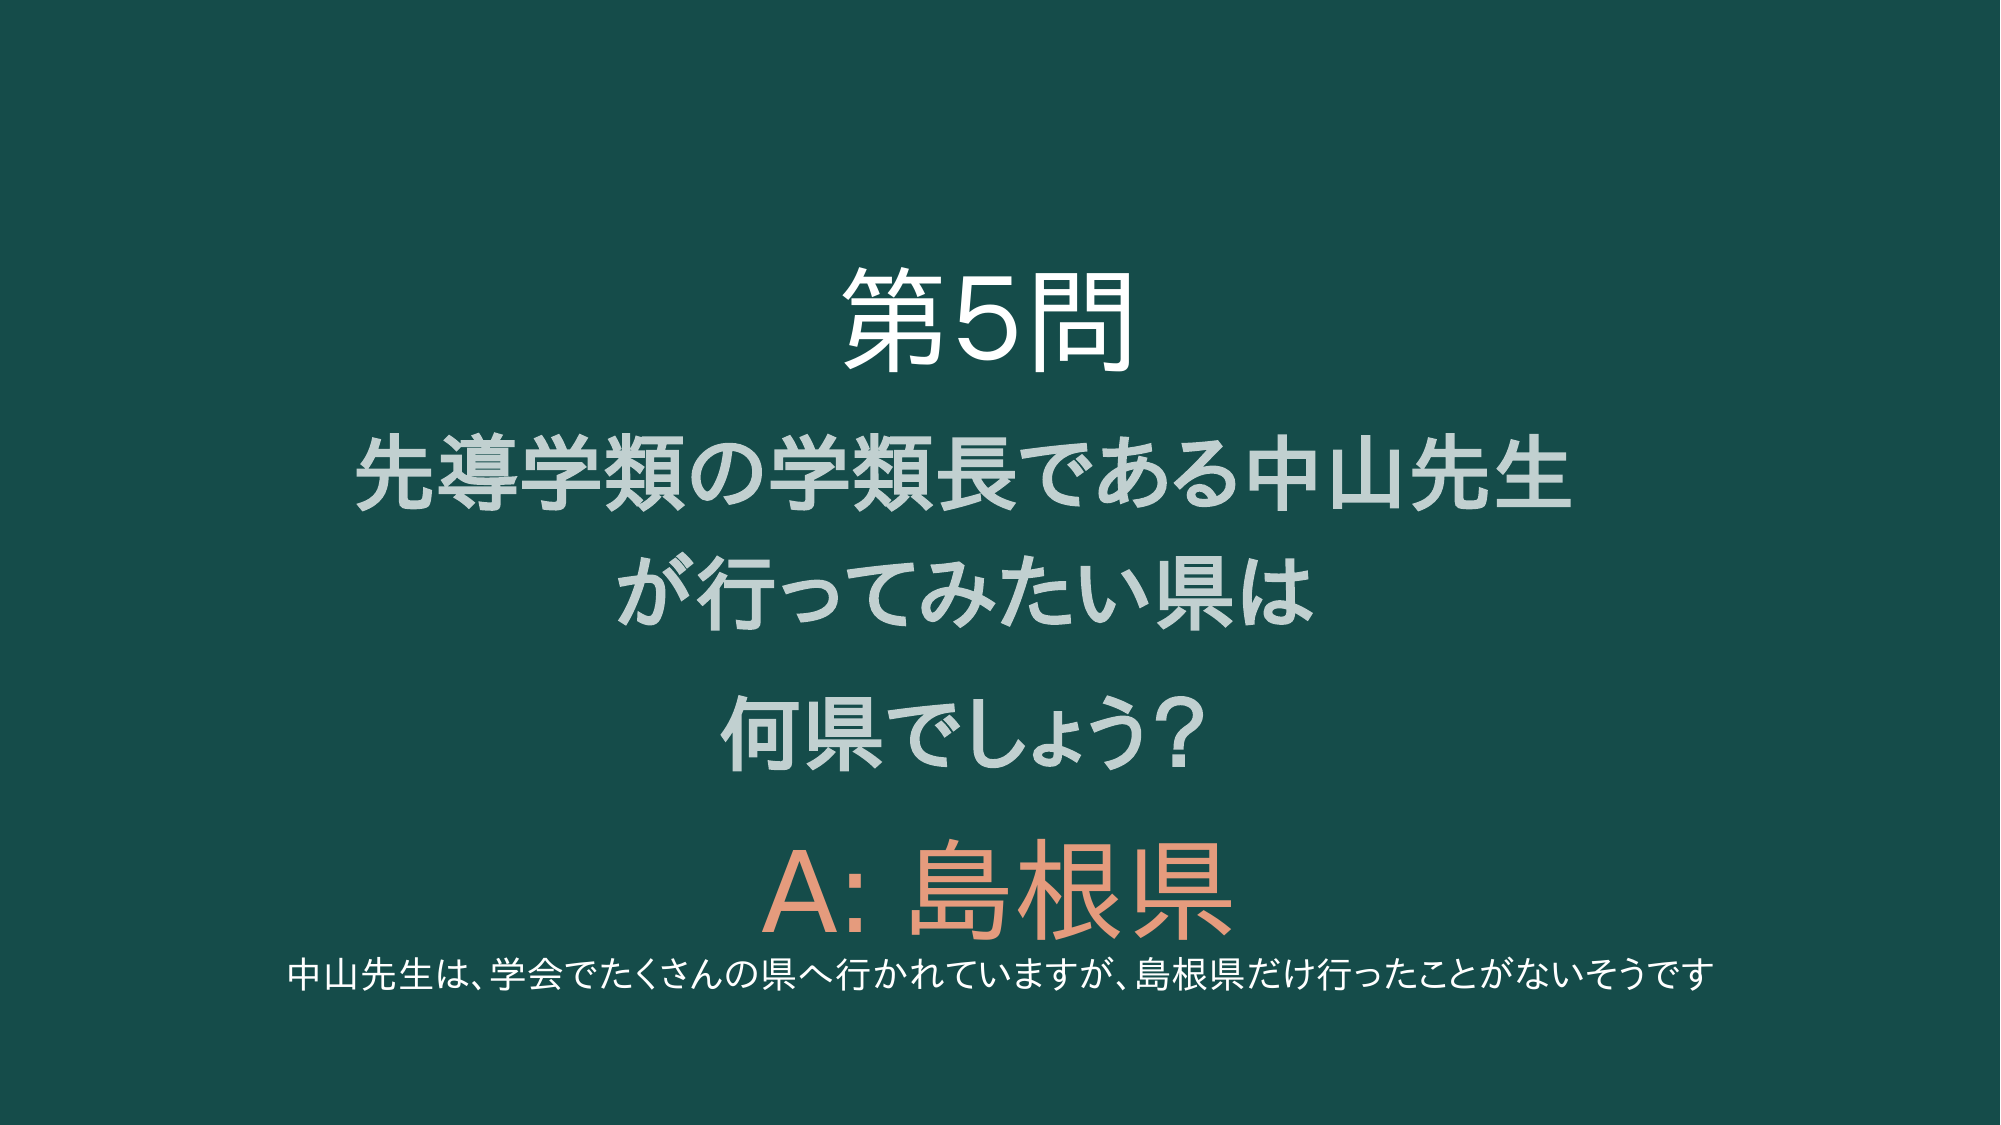 第5問
先導学類の学類長である中山先生
が行ってみたい県は
何県でしょう？
A: 島根県
中山先生は、学会でたくさんの県へ行かれていますが、島根県だけ行ったことがないそうです